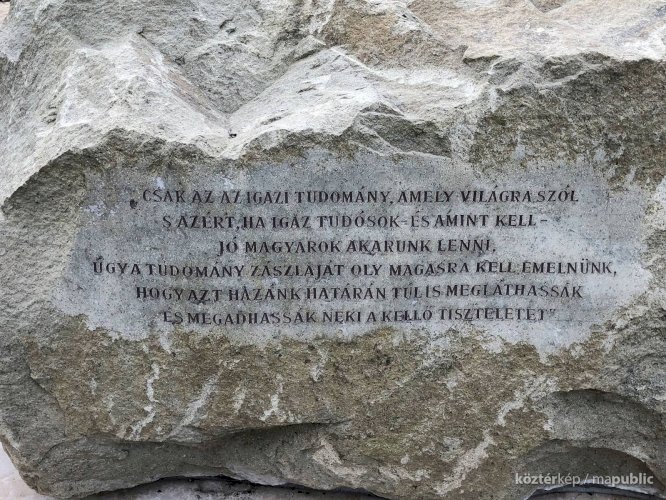 „CSAK AZ AZ IGAZI TUDOMÁNY, AMELY VILÁGRA SZÓL
S AZÉRT, HA IGAZ TUDÓSOK – ÉS AMINT KELL –
JÓ MAGYAROK AKARUNK LENNI,
ÚGY A TUDOMÁNY ZÁSZLAJÁT OLY MAGASRA KELL EMELNÜNK,
HOGY AZT HAZÁNK HATÁRÁN TÚL IS MEGLÁTHASSÁK
ÉS MEGADHASSÁK NEKI A KELLŐ TISZTELETET"
köztérkép / mapublic